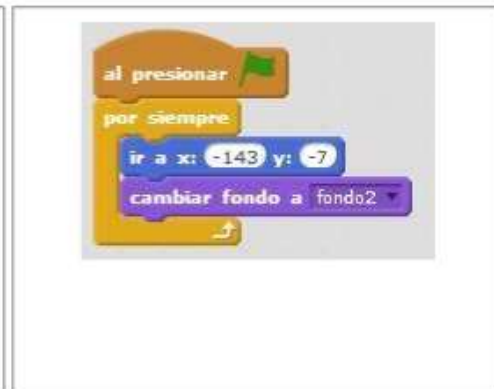 al presionar
por siempre
ir a x: -143 y: -7
cambiar fondo a fondo2